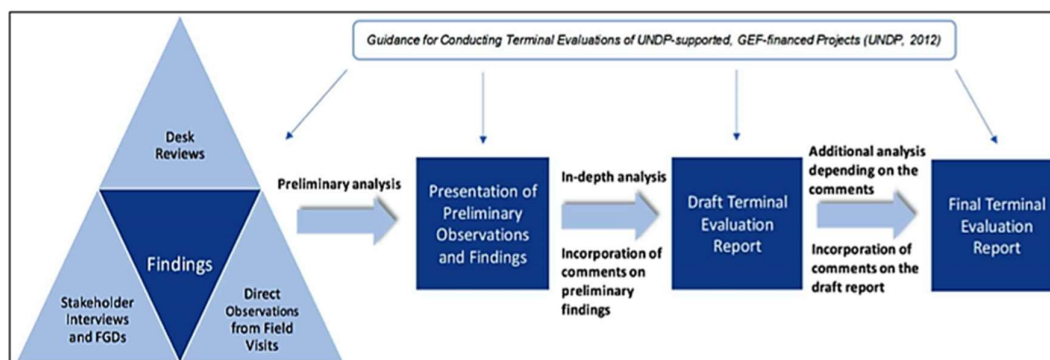 Guidance for Conducting Terminal Evaluations of UNDP-supported, GEF-financed Projects (UNDP, 2012)
Desk
Reviews
Findings
Stakeholder
Interviews
and FGDs
Direct
Observations
from Field
Visits
Preliminary analysis
Presentation of
Preliminary
Observations
and Findings
In-depth analysis
Incorporation of
comments on
preliminary
findings
Draft Terminal
Evaluation
Report
Additional analysis
depending on the
comments
Incorporation of
comments on the
draft report
Final Terminal
Evaluation
Report